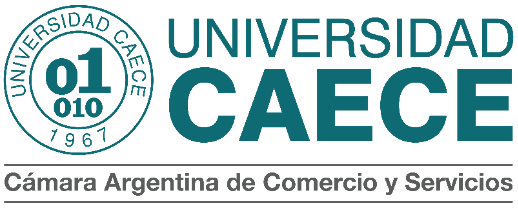 UNIVERSIDAD CAECE
01
010
1967
UNIVERSIDAD
CAECE
Cámara Argentina de Comercio y Servicios